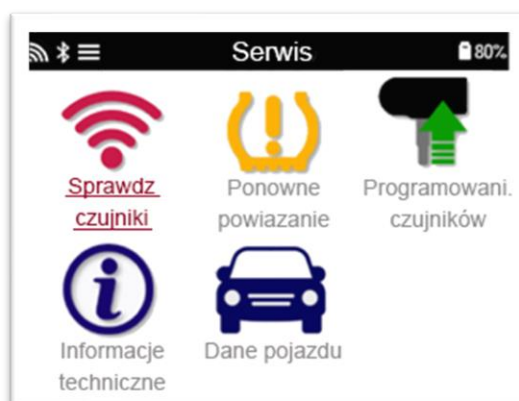 Serwis 80%
Sprawdz Ponowne Programowani.
czujniki powiazanie czujników
Informacje Dane pojazdu
techniczne